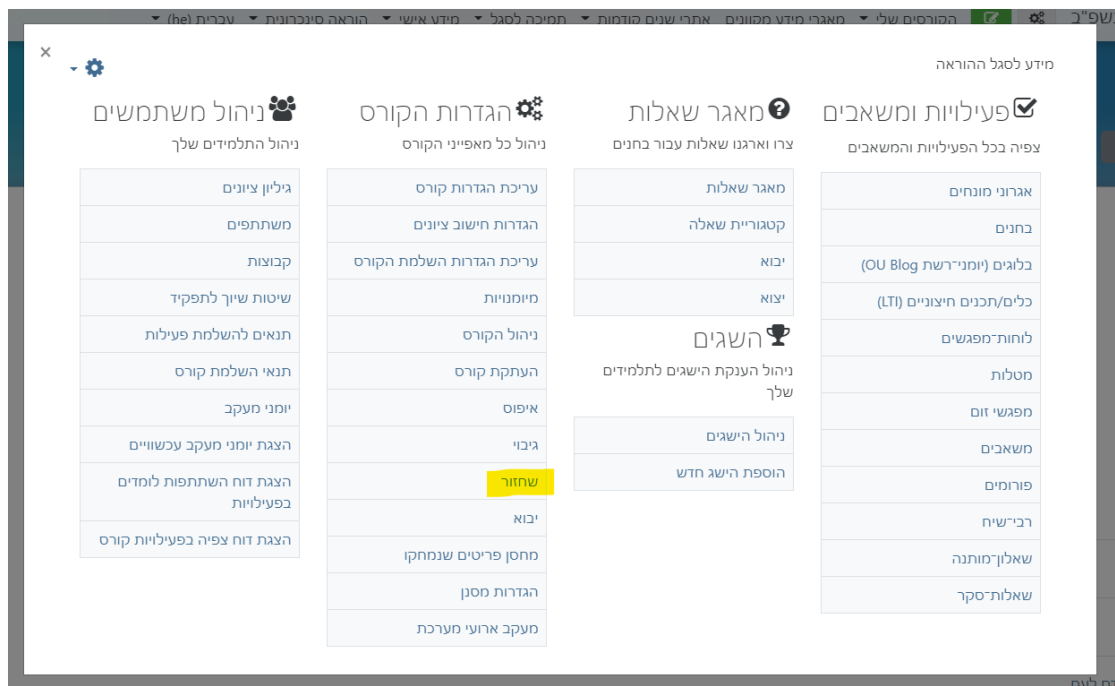 הקורסים שלי מאגרי מידע מקוונים אתרי שנים קודמות תמיכה לסגל מידע אישי הוראה סינכרונית עברית (he)
מידע לסגל ההוראה
פעילויות ומשאבים
צפיה בכל הפעילויות והמשאבים
אגרוני מונחים
בחנים
בלוגים (יומני־רשת OU Blog)
כלים/תכנים חיצוניים (LTI)
לוחות־מפגשים
מטלות
מפגשי זום
משאבים
פורומים
רבי־שיח
שאלון־מותנה
שאלות־סקר
מאגר שאלות
צרו וארגנו שאלות עבור בחנים
מאגר שאלות
קטגוריית שאלה
יבוא
יצוא
השגים
ניהול הענקת הישגים לתלמידים
שלך
ניהול הישגים
הוספת הישג חדש
הגדרות הקורס
ניהול כל מאפייני הקורס
עריכת הגדרות קורס
הגדרות חישוב ציונים
עריכת הגדרות השלמת הקורס
מיומנויות
ניהול הקורס
העתקת קורס
איפוס
גיבוי
שחזור
יבוא
מחסן פריטים שנמחקו
הגדרות מסנן
מעקב ארועי מערכת
ניהול משתמשים
ניהול התלמידים שלך
גיליון ציונים
משתתפים
קבוצות
שיטות שיוך לתפקיד
תנאים להשלמת פעילות
תנאי השלמת קורס
יומני מעקב
הצגת יומני מעקב עכשוויים
הצגת דוח השתתפות לומדים
בפעילויות
הצגת דוח צפיה בפעילויות קורס